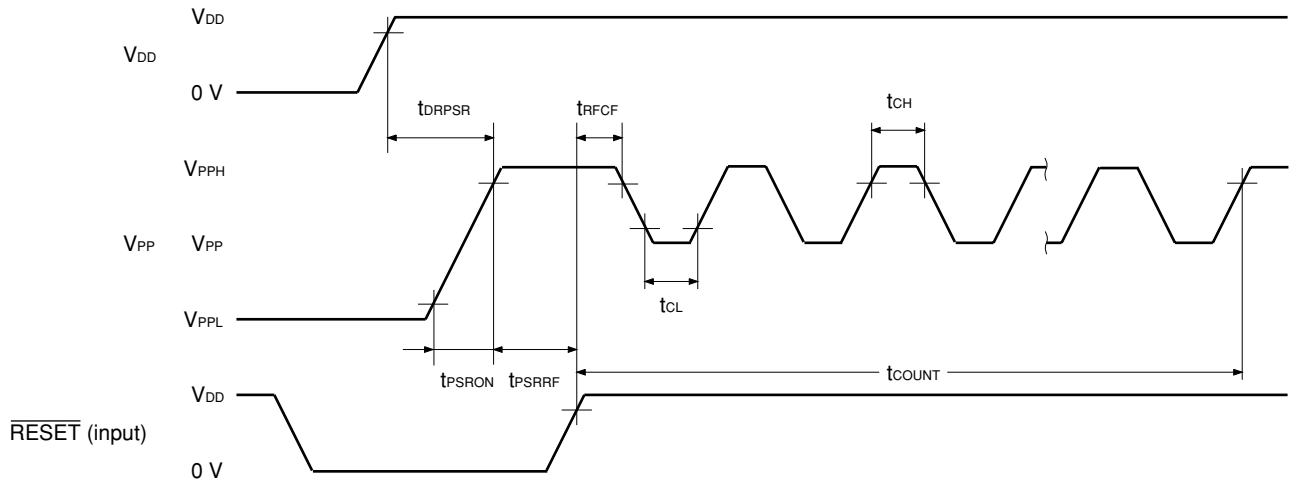 VDD
VDD
0 V
tDRPSR
tRFCF
tCH
VPPH
VPP
VPP
tCL
VPPL
tPSRON
tPSRRF
tCOUNT
VDD
RESET (input)
0 V